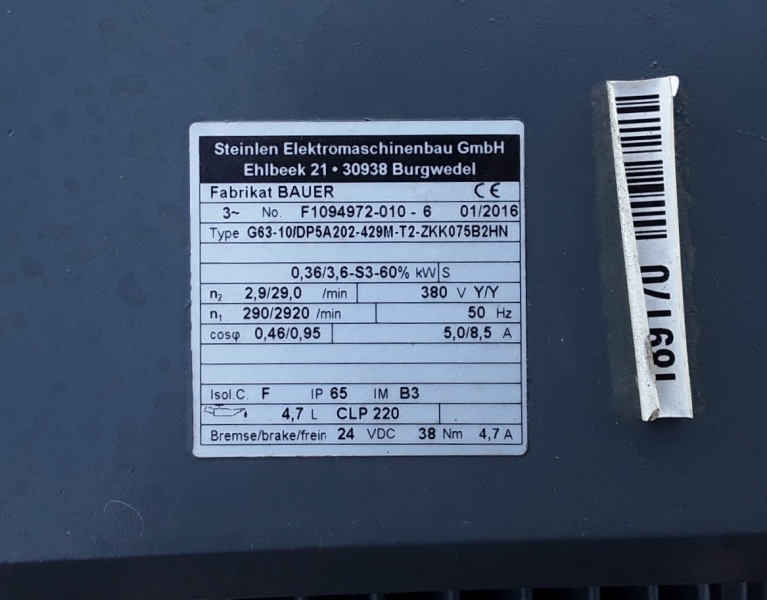 Steinlen Elektromaschinenbau GmbH
Ehlbeek 21 • 30938 Burgwedel
Fabrikat BAUER CE
3~ No. F1094972-010 - 6 01/2016
Type G63-10/DP5A202-429M-T2-ZKK075B2HN
0,36/3,6-S3-60% kW S
n₂ 2,9/29,0 /min 380 V Y/Y
n₁ 290/2920 /min 50 Hz
cosφ 0,46/0,95 5,0/8,5 A
Isol.C. F IP 65 IM B3
4,7 L CLP 220
Bremse/brake/frein 24 VDC 38 Nm 4,7 A